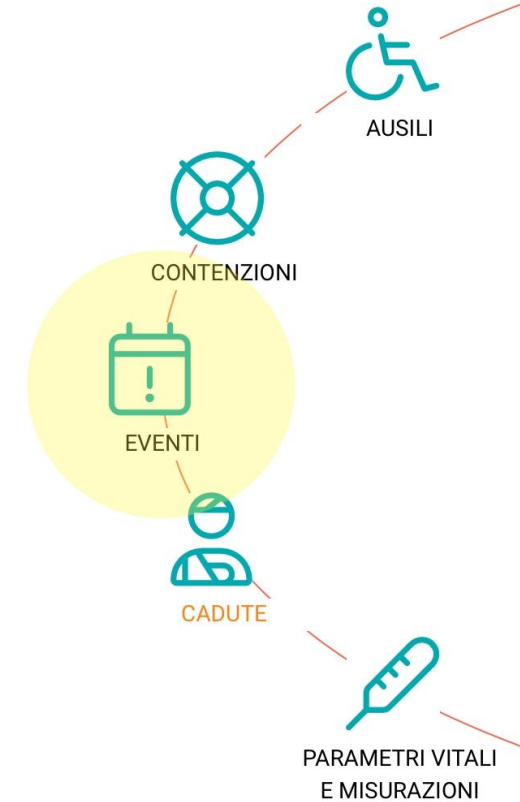 AUSILI
CONTENZIONI
EVENTI
CADUTE
PARAMETRI VITALI
E MISURAZIONI